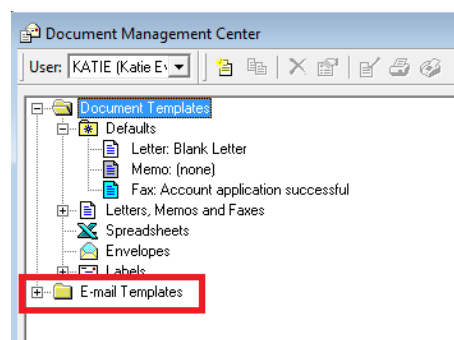 Document Management Center
User: KATIE (Katie E
Document Templates
Defaults
Letter: Blank Letter
Memo: (none)
Fax: Account application successful
Letters, Memos and Faxes
Spreadsheets
Envelopes
Labels
E-mail Templates